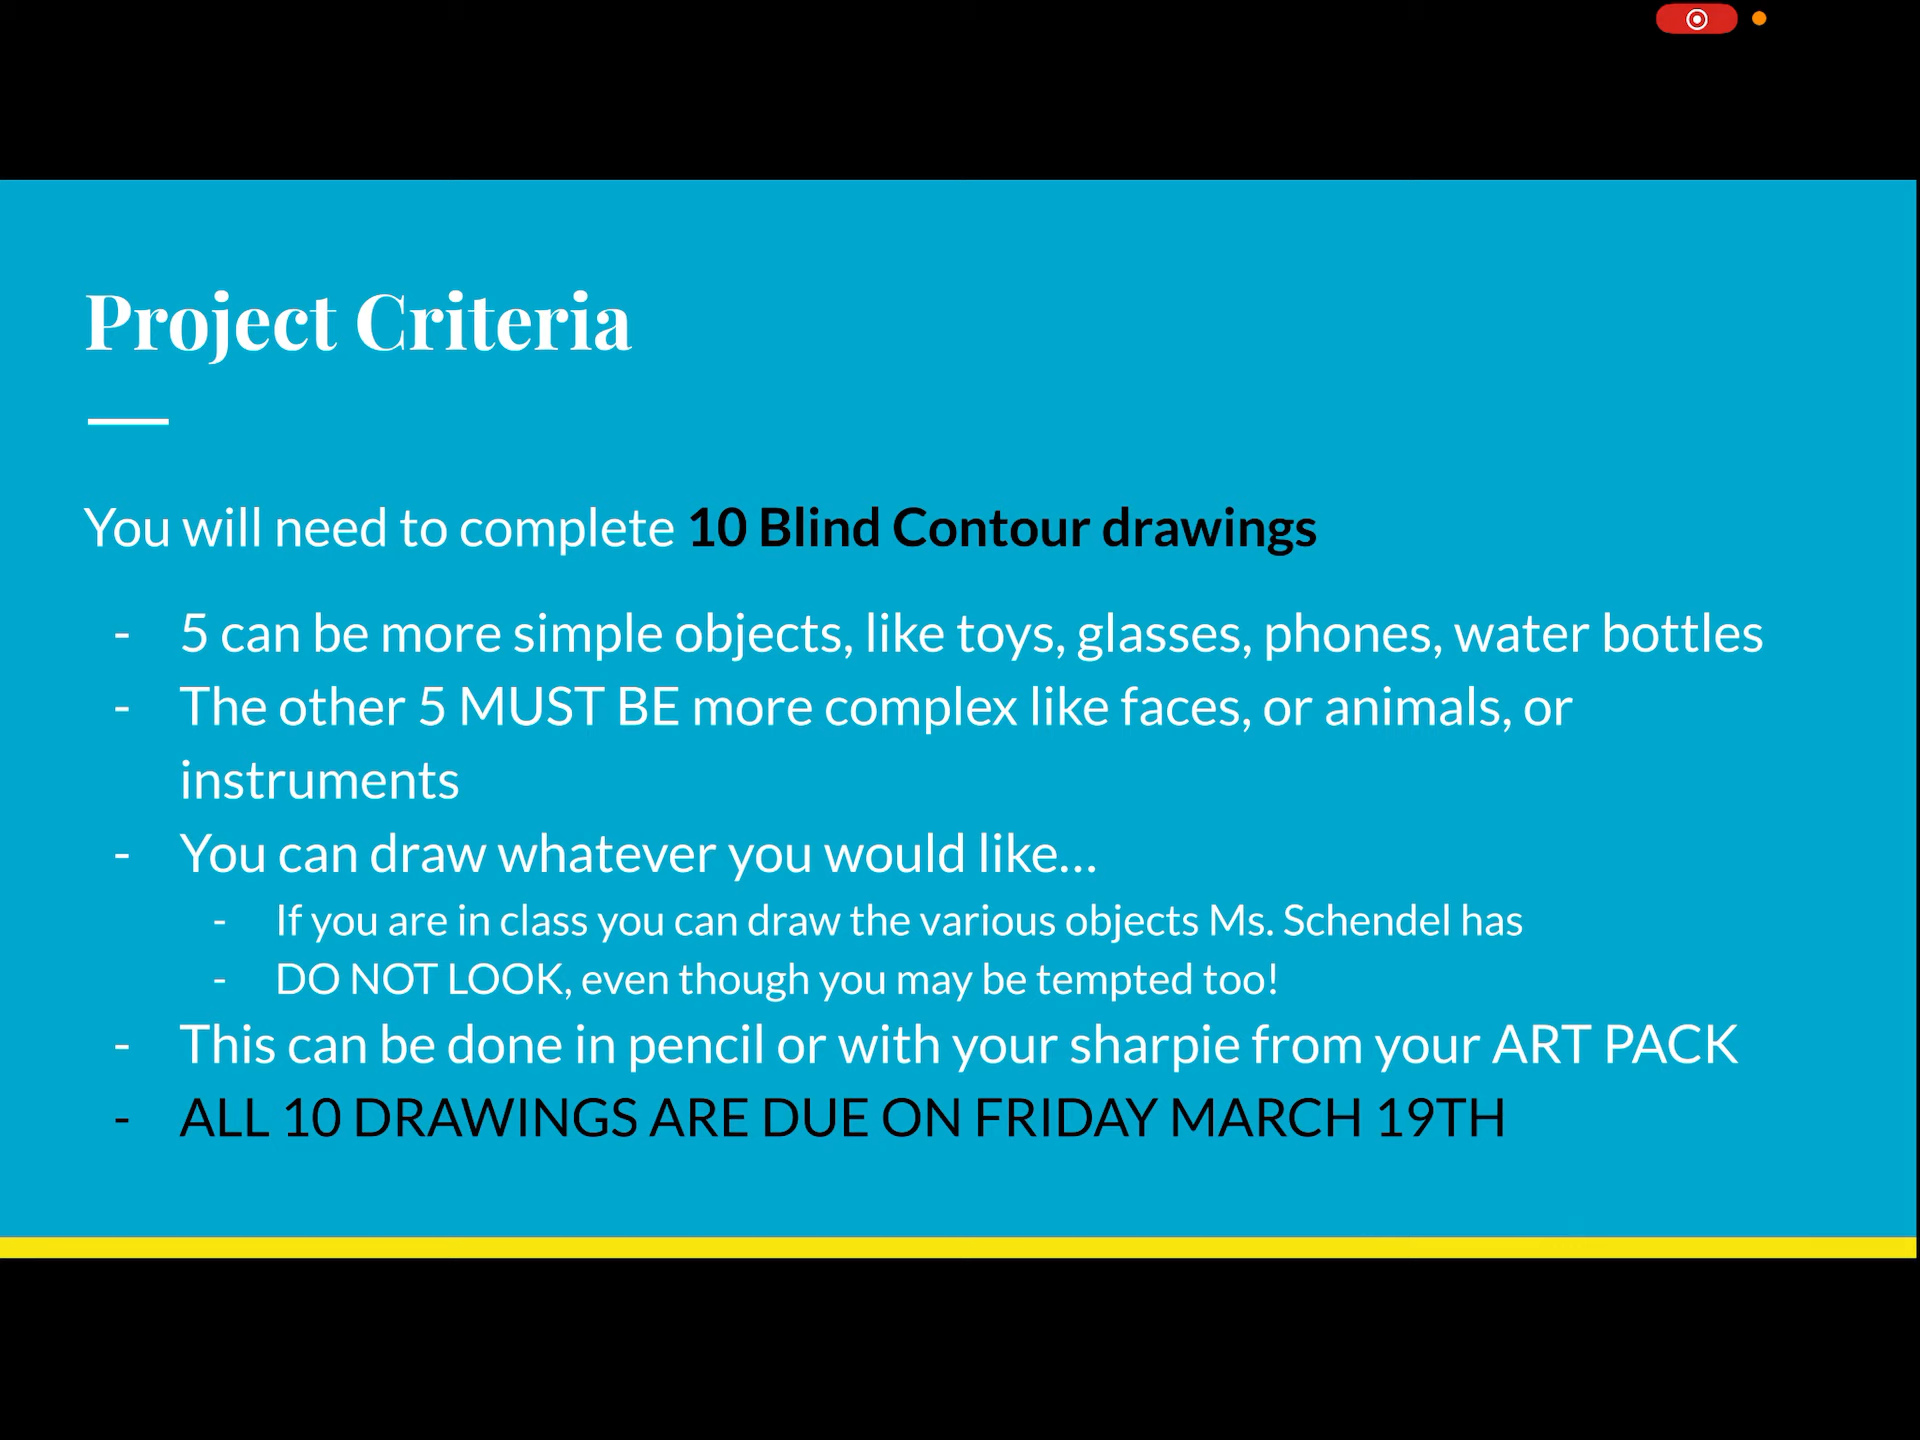 Project Criteria
You will need to complete 10 Blind Contour drawings
- 5 can be more simple objects, like toys, glasses, phones, water bottles
- The other 5 MUST BE more complex like faces, or animals, or
instruments
- You can draw whatever you would like...
- If you are in class you can draw the various objects Ms. Schendel has
- DO NOT LOOK, even though you may be tempted too!
- This can be done in pencil or with your sharpie from your ART PACK
- ALL 10 DRAWINGS ARE DUE ON FRIDAY MARCH 19TH